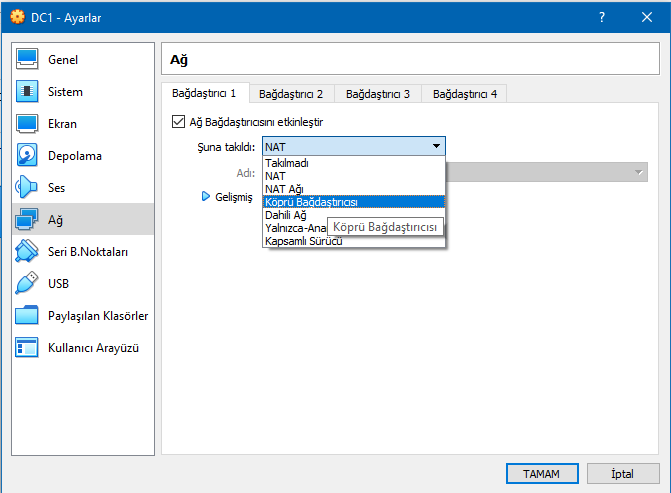 DC1 - Ayarlar
?
Genel
Sistem
Ekran
Depolama
Ses
Ağ
Seri B.Noktaları
USB
Paylaşılan Klasörler
Kullanıcı Arayüzü
Ağ
Bağdaştırıcı 1 Bağdaştırıcı 2 Bağdaştırıcı 3 Bağdaştırıcı 4
Ağ Bağdaştırıcısını etkinleştir
Şuna takıldı: NAT
Adı:
Gelişmiş
Takılmadı
NAT
NAT Ağı
Köprü Bağdaştırıcısı
Dahili Ağ
Yalnızca-Ana
Kapsamlı Sürücü
Köprü Bağdaştırıcısı
TAMAM İptal